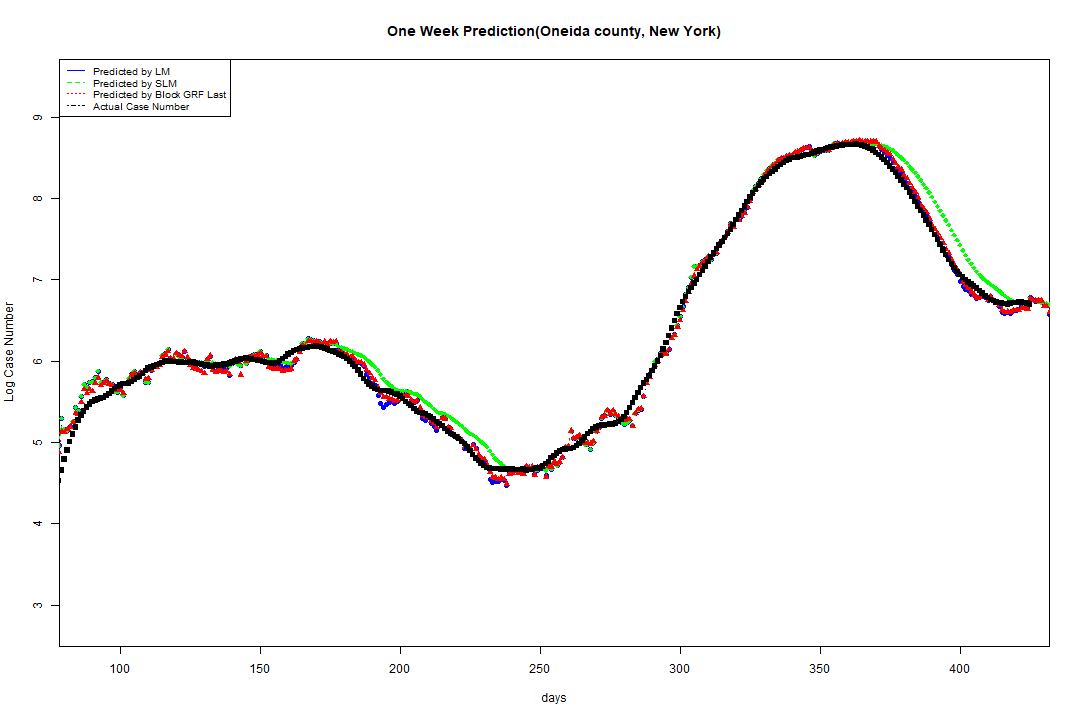 One Week Prediction(Oneida county, New York)
Predicted by LM
Predicted by SLM
Predicted by Block GRF Last
Actual Case Number
Log Case Number
9
8
7
6
5
4
3
100 150 200 250 300 350 400
days